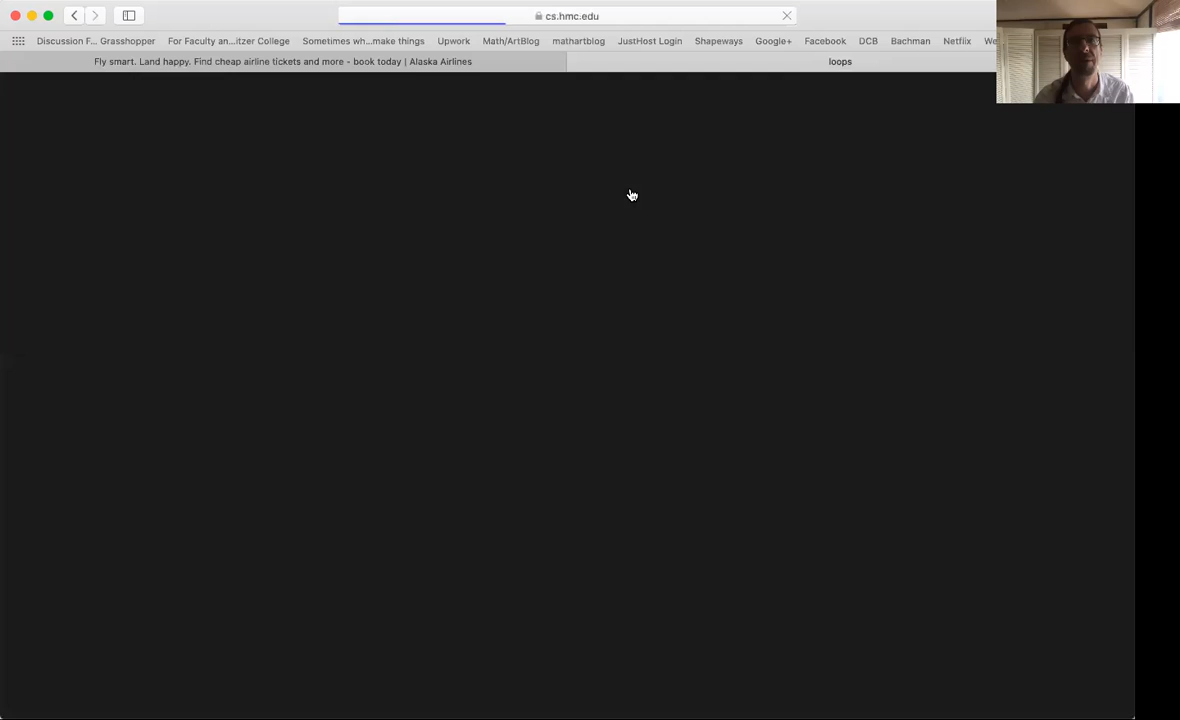 cs.hmc.edu
Discussion F... Grasshopper For Faculty an...itzer College Sometimes wh...make things Upwork Math/ArtBlog mathartblog JustHost Login Shapeways Google+ Facebook DCB Bachman Netflix We
Fly smart. Land happy. Find cheap airline tickets and more - book today | Alaska Airlines loops